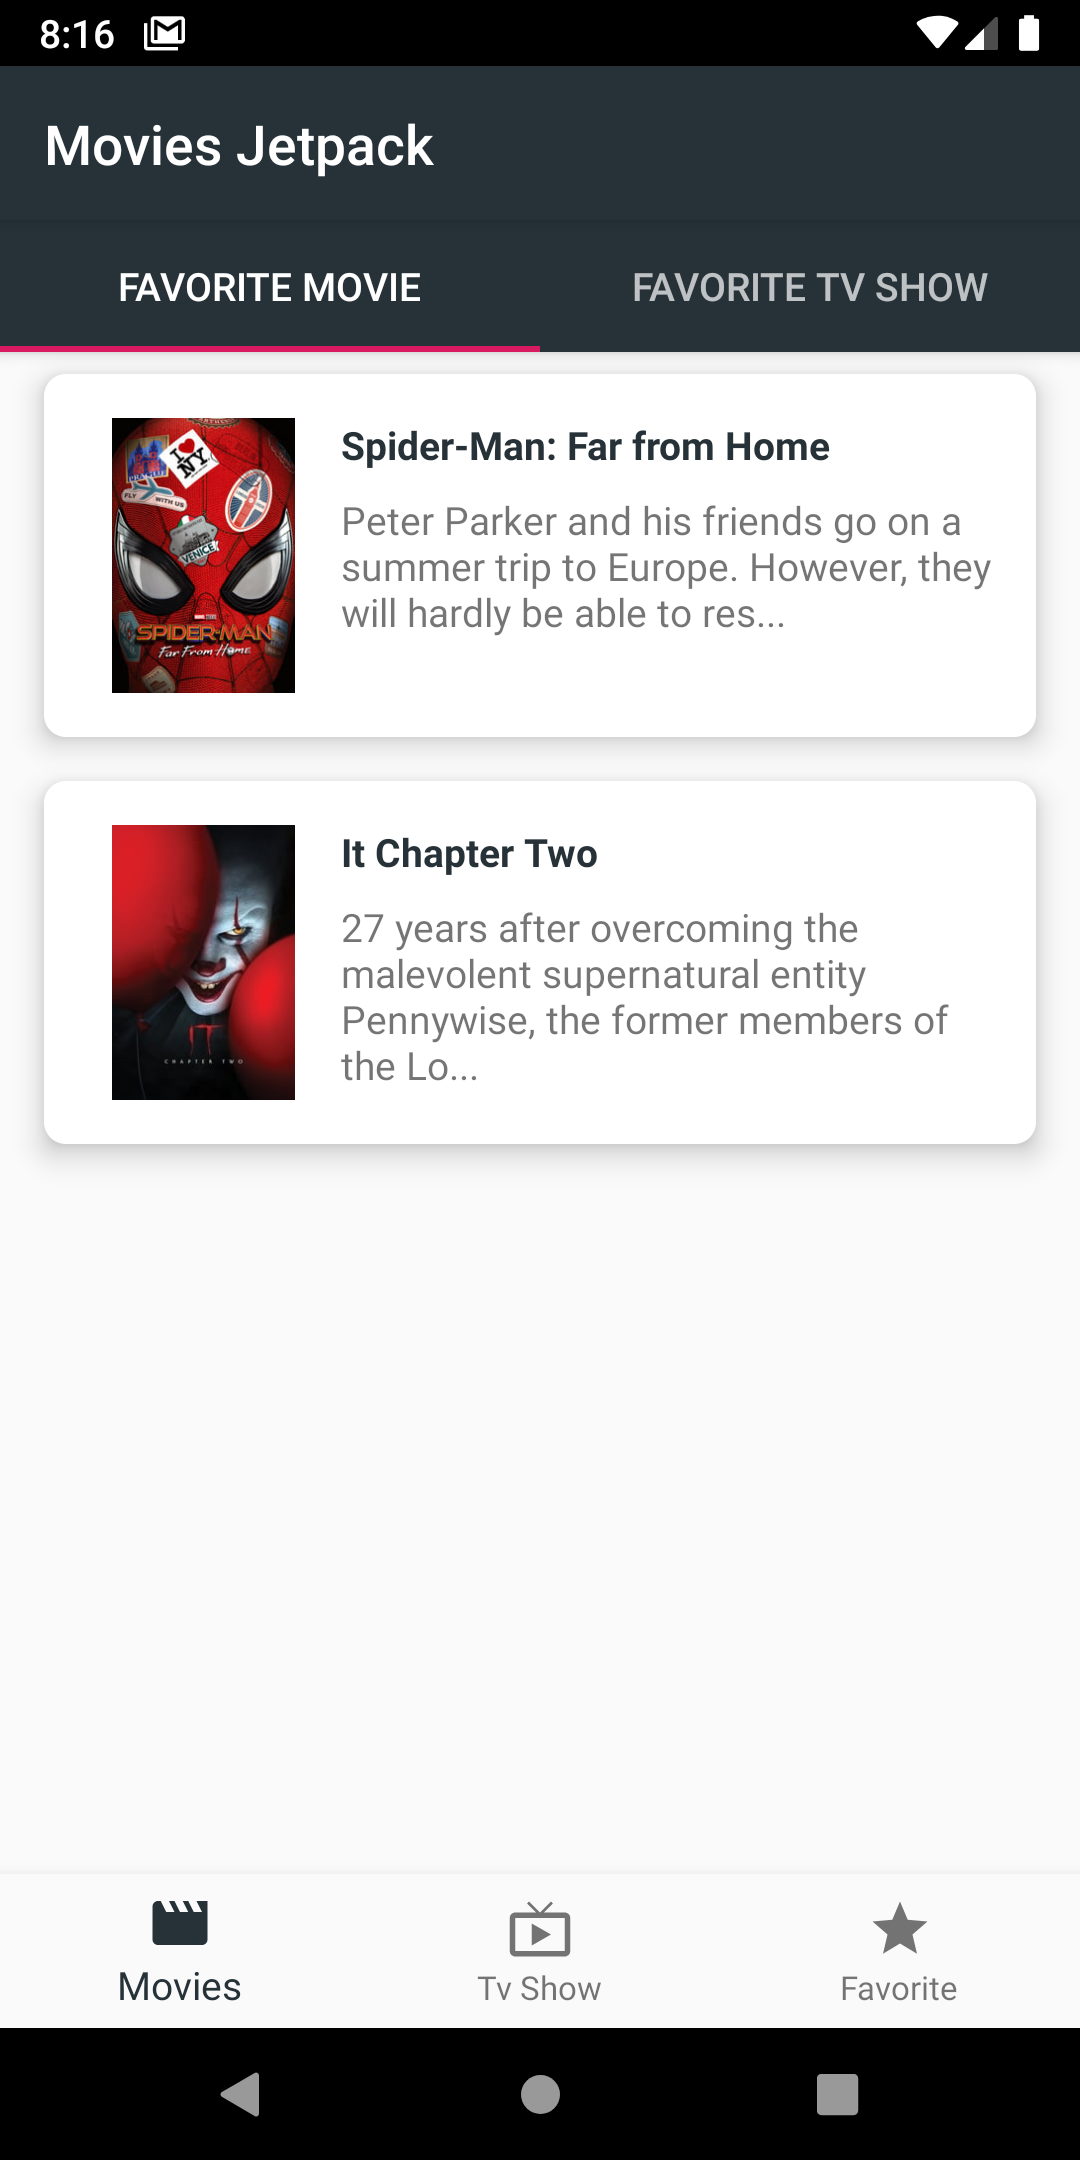 8:16
Movies Jetpack
FAVORITE MOVIE
FAVORITE TV SHOW
I ❤ NY
FLY WITH US
VENICE
SPIDER-MAN
Far From Home
Spider-Man: Far from Home
Peter Parker and his friends go on a
summer trip to Europe. However, they
will hardly be able to res...
IT
CHAPTER TWO
It Chapter Two
27 years after overcoming the
malevolent supernatural entity
Pennywise, the former members of
the Lo...
Movies
Tv Show
Favorite